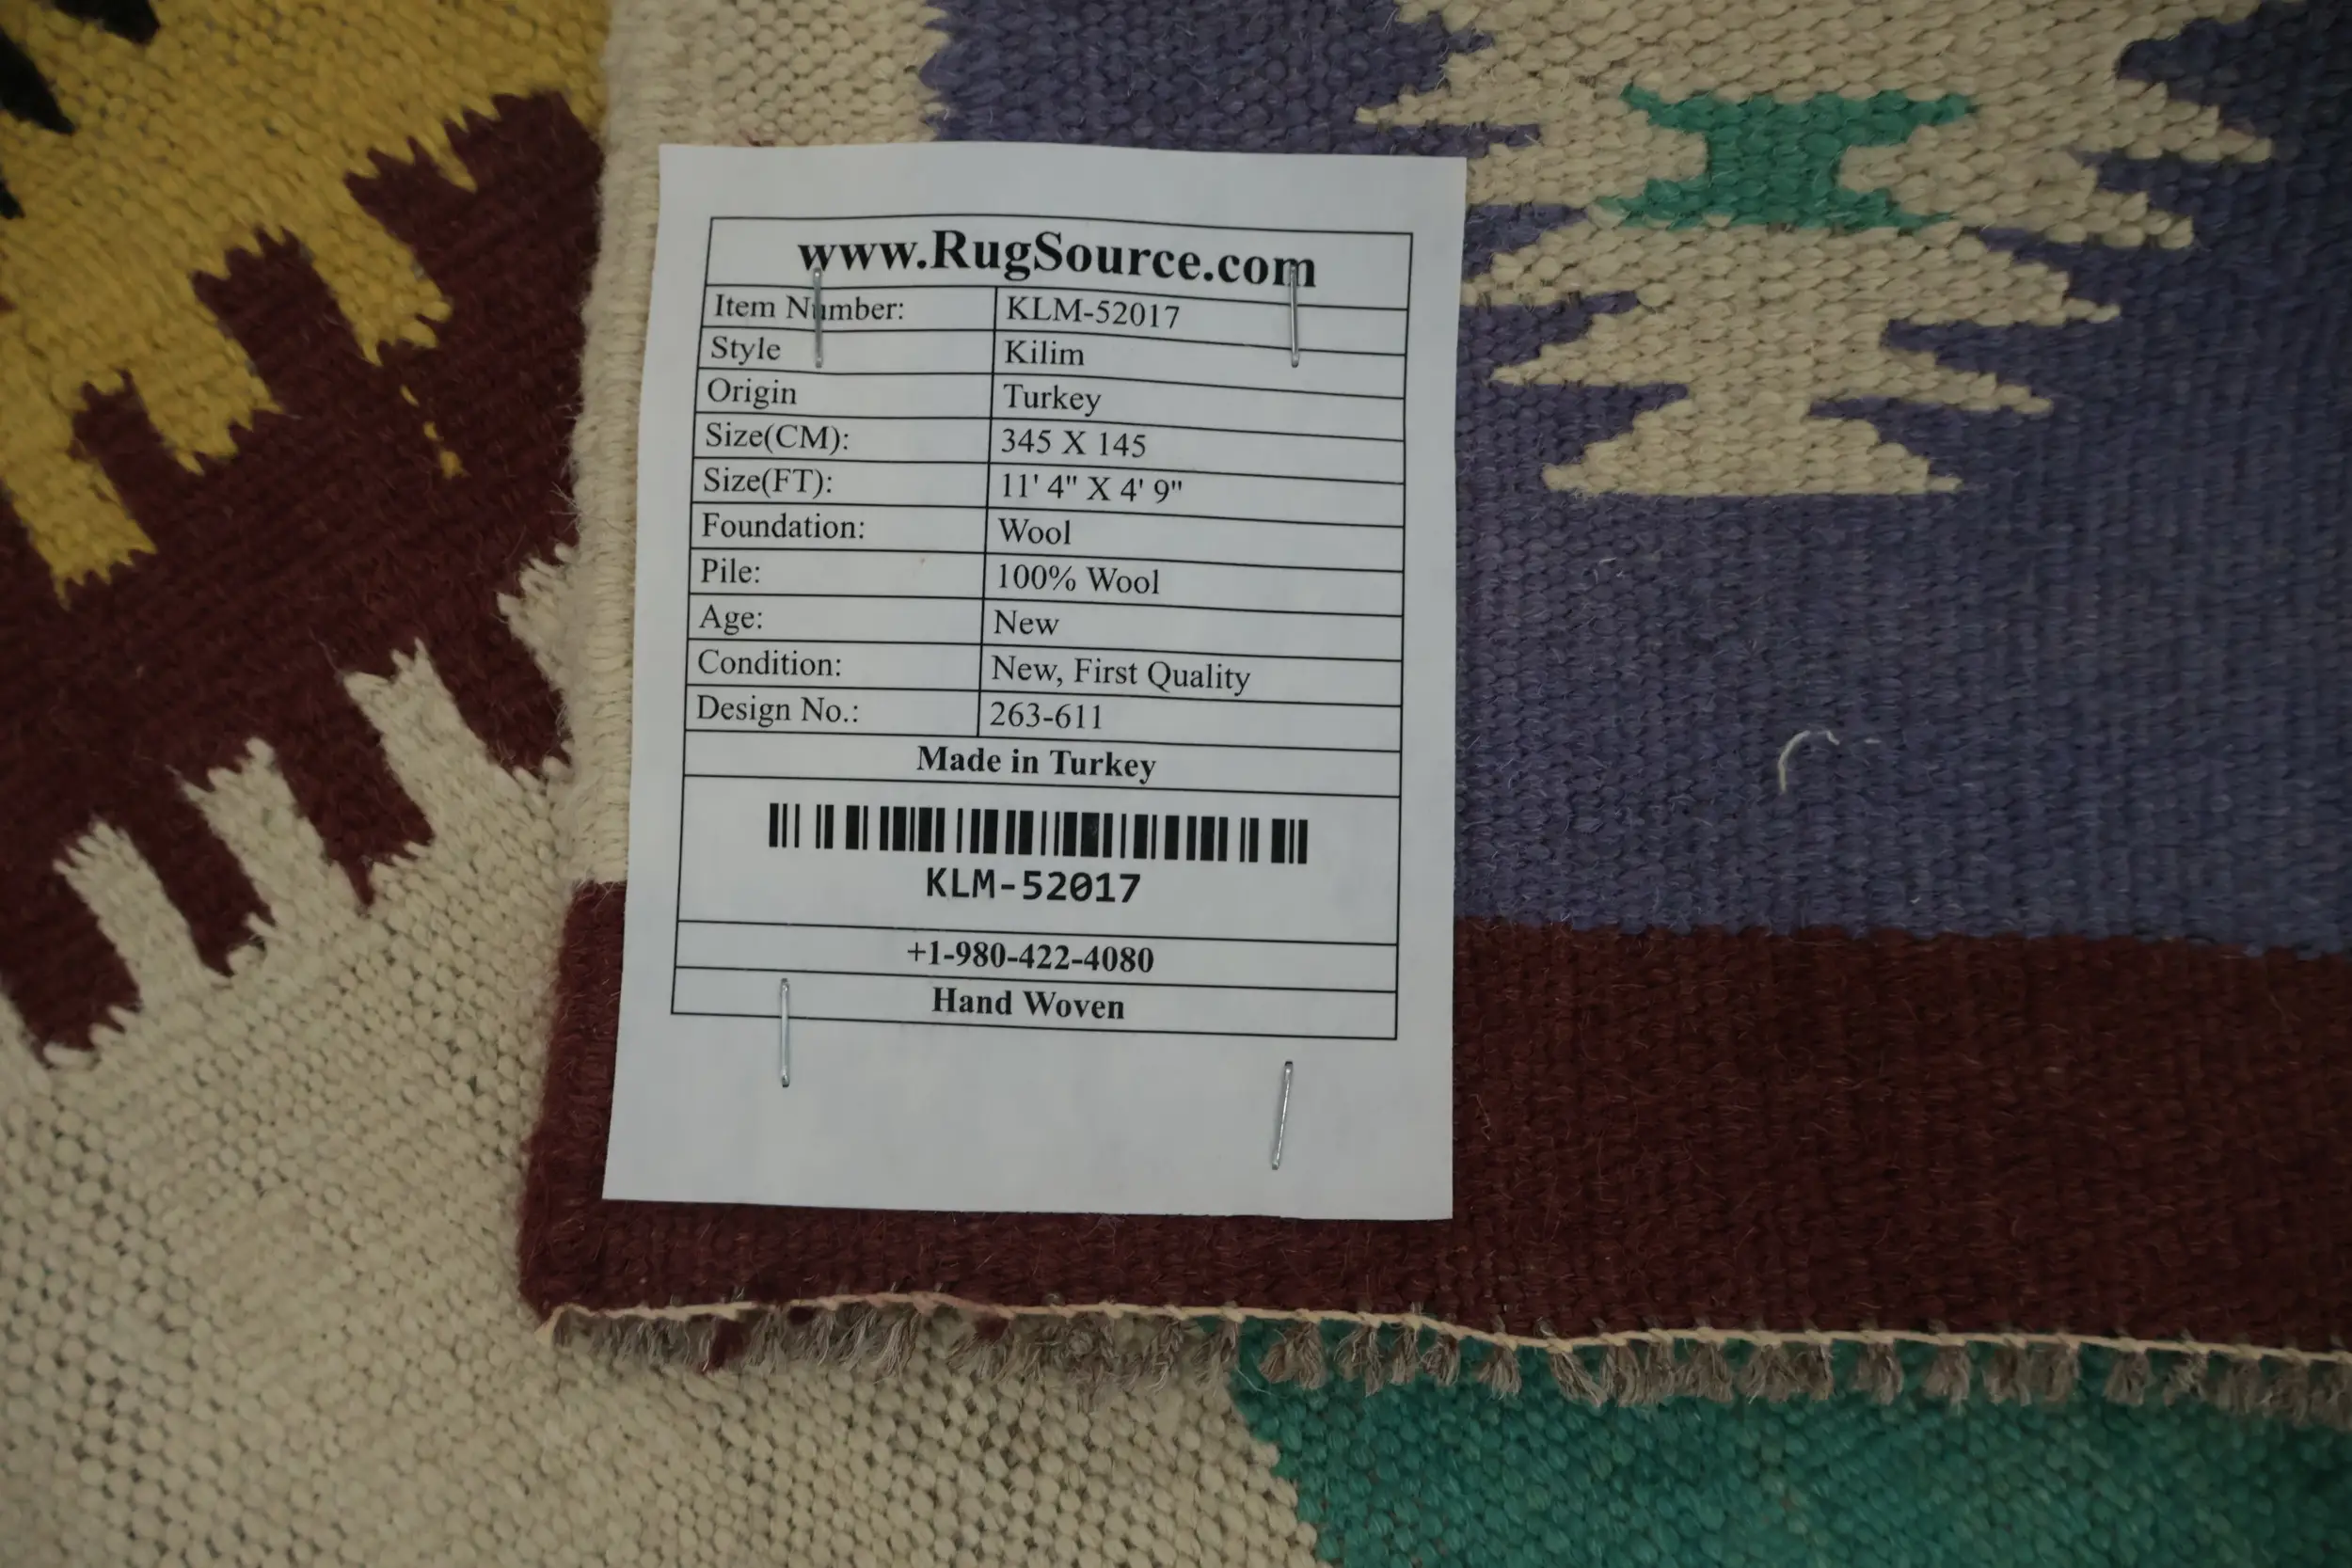 www.RugSource.com
Item Number: KLM-52017
Style Kilim
Origin Turkey
Size(CM): 345 X 145
Size(FT): 11' 4" X 4' 9"
Foundation: Wool
Pile: 100% Wool
Age: New
Condition: New, First Quality
Design No.: 263-611
Made in Turkey
KLM-52017
+1-980-422-4080
Hand Woven